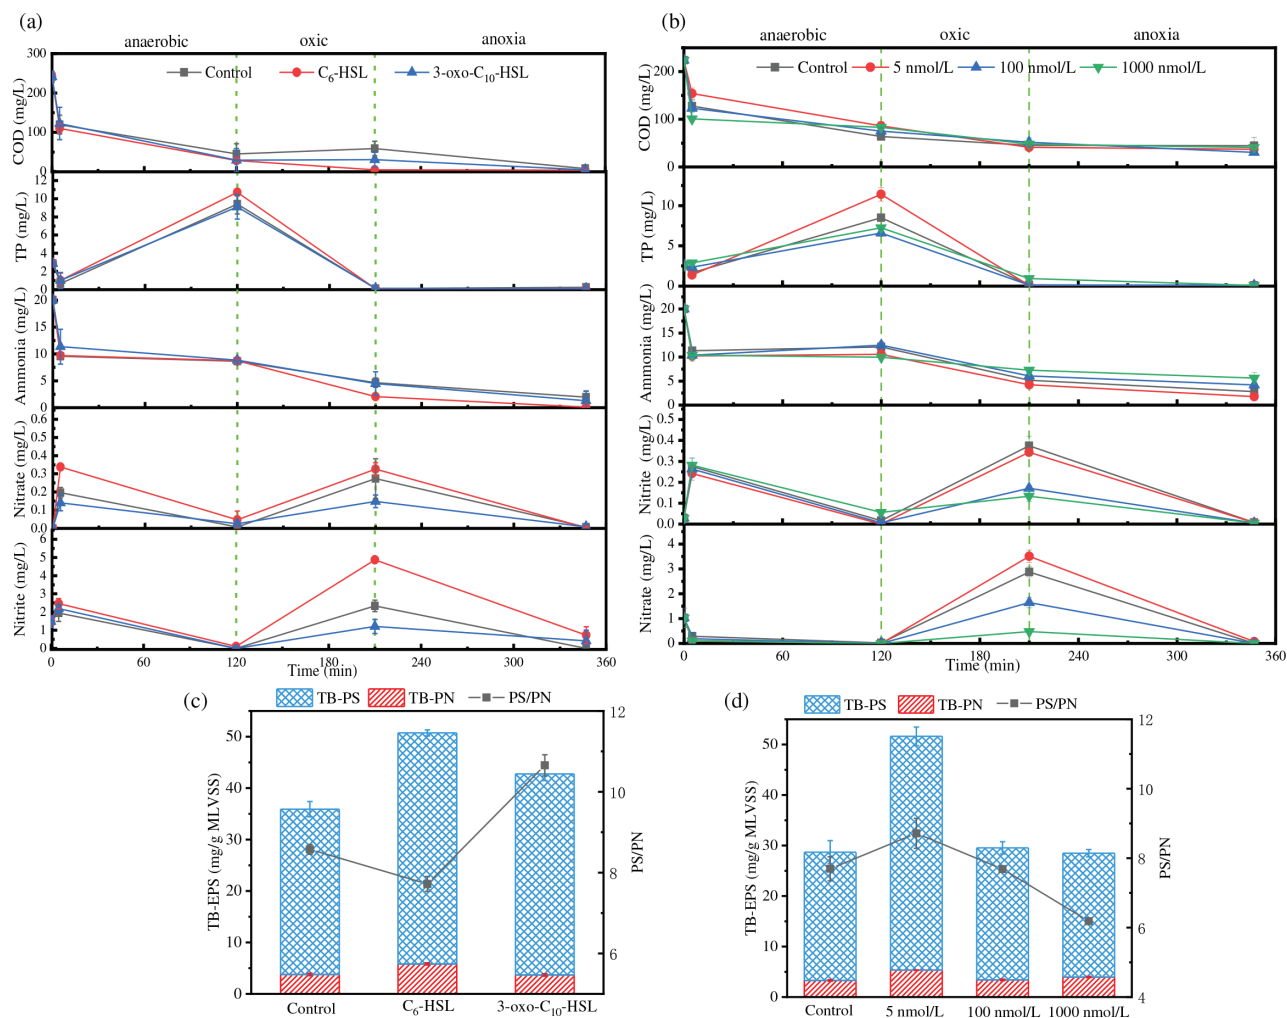 (a)
anaerobic oxic anoxia
Control C6-HSL 3-oxo-C10-HSL
COD (mg/L)
300
200
100
0
TP (mg/L)
12
10
8
6
4
2
0
Ammonia (mg/L)
20
15
10
5
0
Nitrate (mg/L)
0.6
0.5
0.4
0.3
0.2
0.1
0.0
Nitrite (mg/L)
6
5
4
3
2
1
0
0 60 120 180 240 300 360
Time (min)
(b)
anaerobic oxic anoxia
Control 5 nmol/L 100 nmol/L 1000 nmol/L
COD (mg/L)
200
100
0
TP (mg/L)
10
5
0
Ammonia (mg/L)
20
15
10
5
0
Nitrite (mg/L)
0.5
0.4
0.3
0.2
0.1
0.0
Nitrate (mg/L)
4
3
2
1
0
0 60 120 180 240 300 360
Time (min)
(c)
TB-PS TB-PN PS/PN
TB-EPS (mg/g MLVSS)
50
40
30
20
10
0
12
10
8
6
PS/PN
Control C6-HSL 3-oxo-C10-HSL
(d)
TB-PS TB-PN PS/PN
TB-EPS (mg/g MLVSS)
50
40
30
20
10
0
12
10
8
6
4
PS/PN
Control 5 nmol/L 100 nmol/L 1000 nmol/L